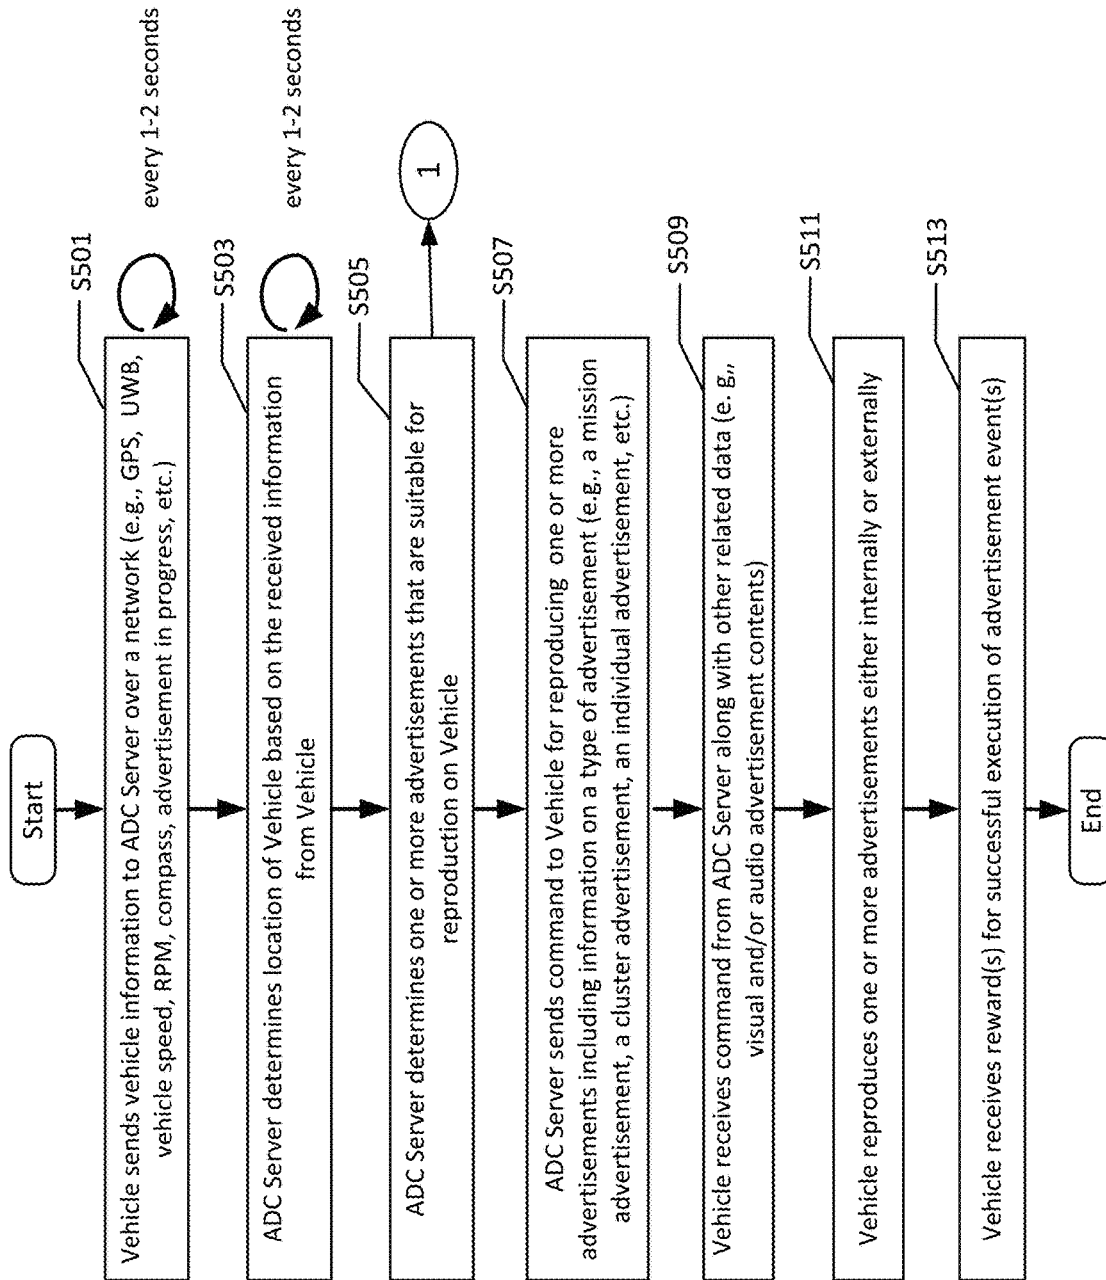 Start
S501
Vehicle sends vehicle information to ADC Server over a network (e.g., GPS, UWB,
vehicle speed, RPM, compass, advertisement in progress, etc.)
every 1-2 seconds
S503
ADC Server determines location of Vehicle based on the received information
from Vehicle
every 1-2 seconds
S505
ADC Server determines one or more advertisements that are suitable for
reproduction on Vehicle
1
S507
ADC Server sends command to Vehicle for reproducing one or more
advertisements including information on a type of advertisement (e.g., a mission
advertisement, a cluster advertisement, an individual advertisement, etc.)
S509
Vehicle receives command from ADC Server along with other related data (e. g.,
visual and/or audio advertisement contents)
S511
Vehicle reproduces one or more advertisements either internally or externally
S513
Vehicle receives reward(s) for successful execution of advertisement event(s)
End